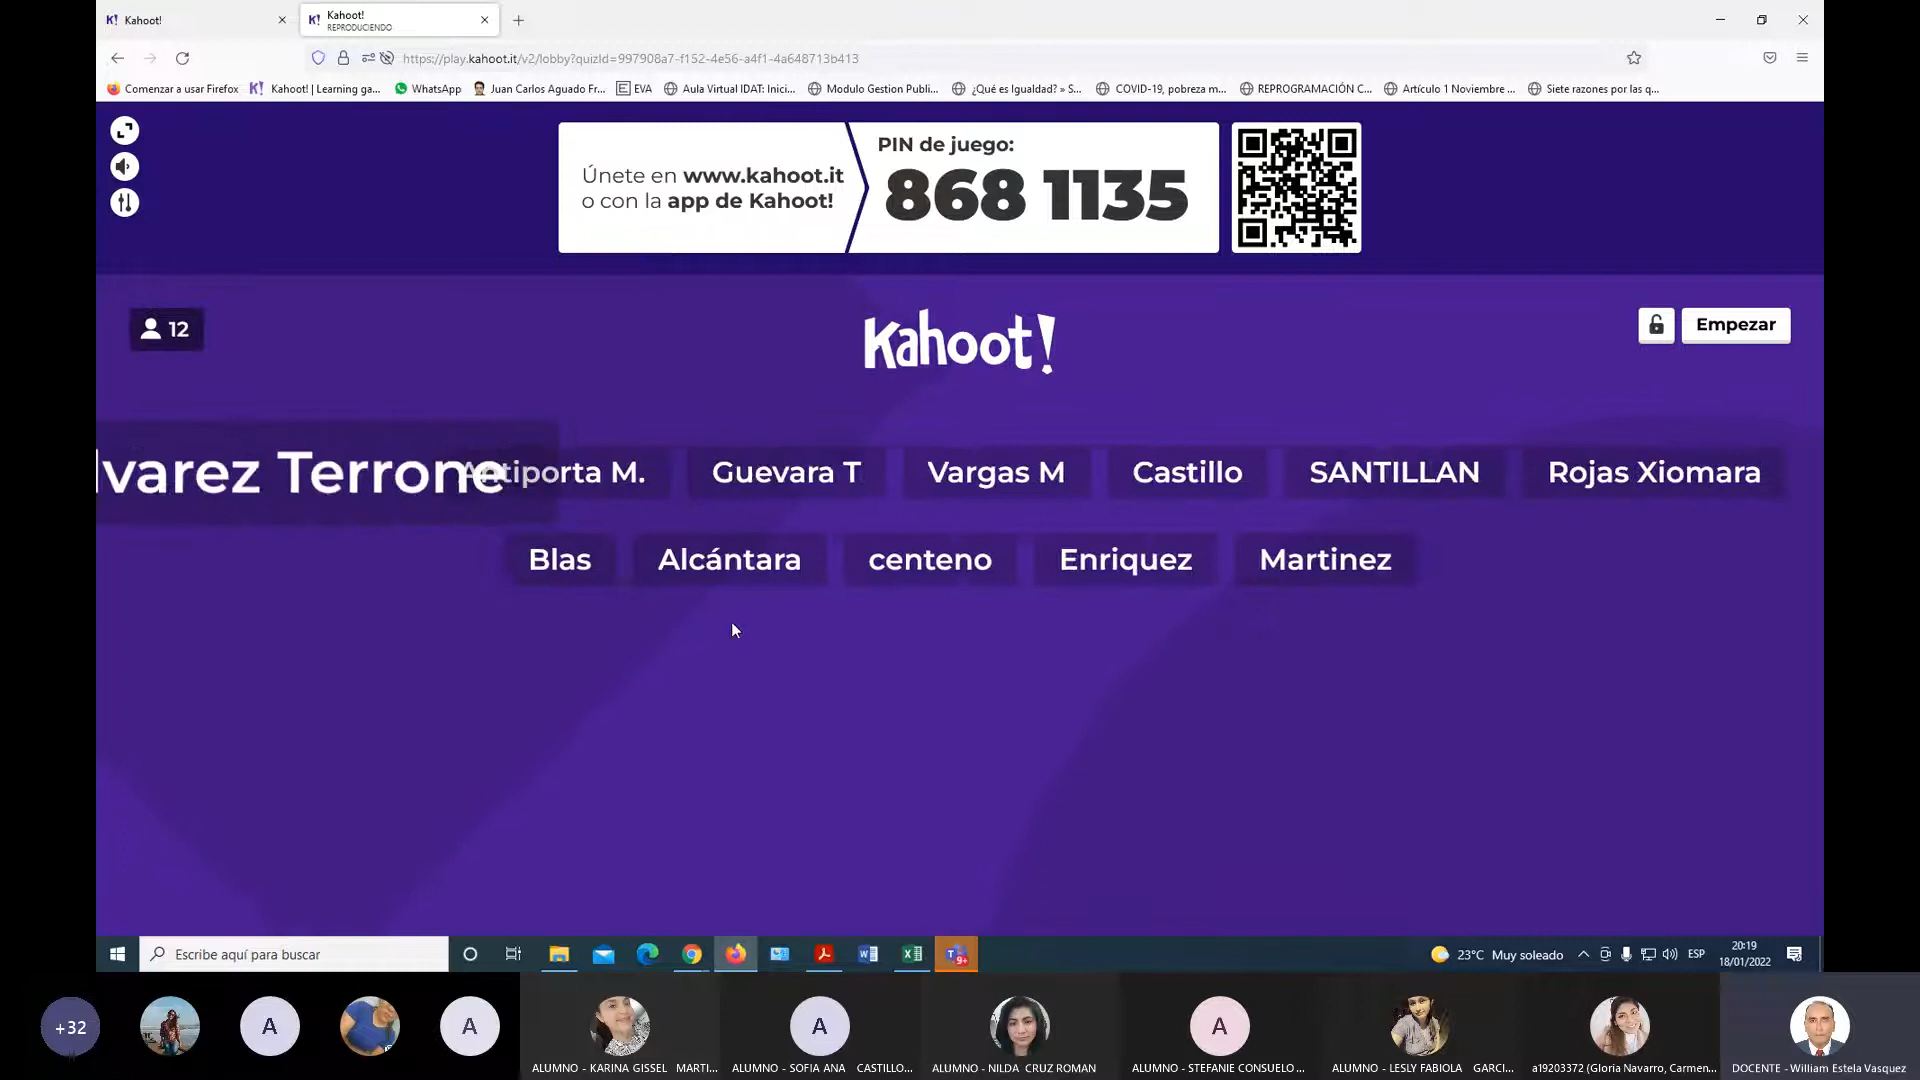 Kahoot!
Kahoot!
REPRODUCIENDO
https://play.kahoot.it/v2/lobby?quizId=997908a7-f152-4e56-a4f1-4a648713b413
Comenzar a usar Firefox
Kahoot! | Learning ga...
WhatsApp
Juan Carlos Aguado Fr...
EVA
Aula Virtual IDAT: Inici...
Modulo Gestion Publi...
¿Qué es Igualdad? » S...
COVID-19, pobreza m...
REPROGRAMACIÓN C...
Artículo 1 Noviembre ...
Siete razones por las q...
Únete en www.kahoot.it
o con la app de Kahoot!
PIN de juego:
868 1135
12
Kahoot!
Empezar
lvarez Terrone
Antiporta M.
Guevara T
Vargas M
Castillo
SANTILLAN
Rojas Xiomara
Blas
Alcántara
centeno
Enriquez
Martinez
Escribe aquí para buscar
9+
23°C Muy soleado
ESP
20:19
18/01/2022
+32
A
A
A
A
ALUMNO - KARINA GISSEL MARTI...
ALUMNO - SOFIA ANA CASTILLO...
ALUMNO - NILDA CRUZ ROMAN
ALUMNO - STEFANIE CONSUELO ...
ALUMNO - LESLY FABIOLA GARCI...
a19203372 (Gloria Navarro, Carmen...
DOCENTE - William Estela Vasquez